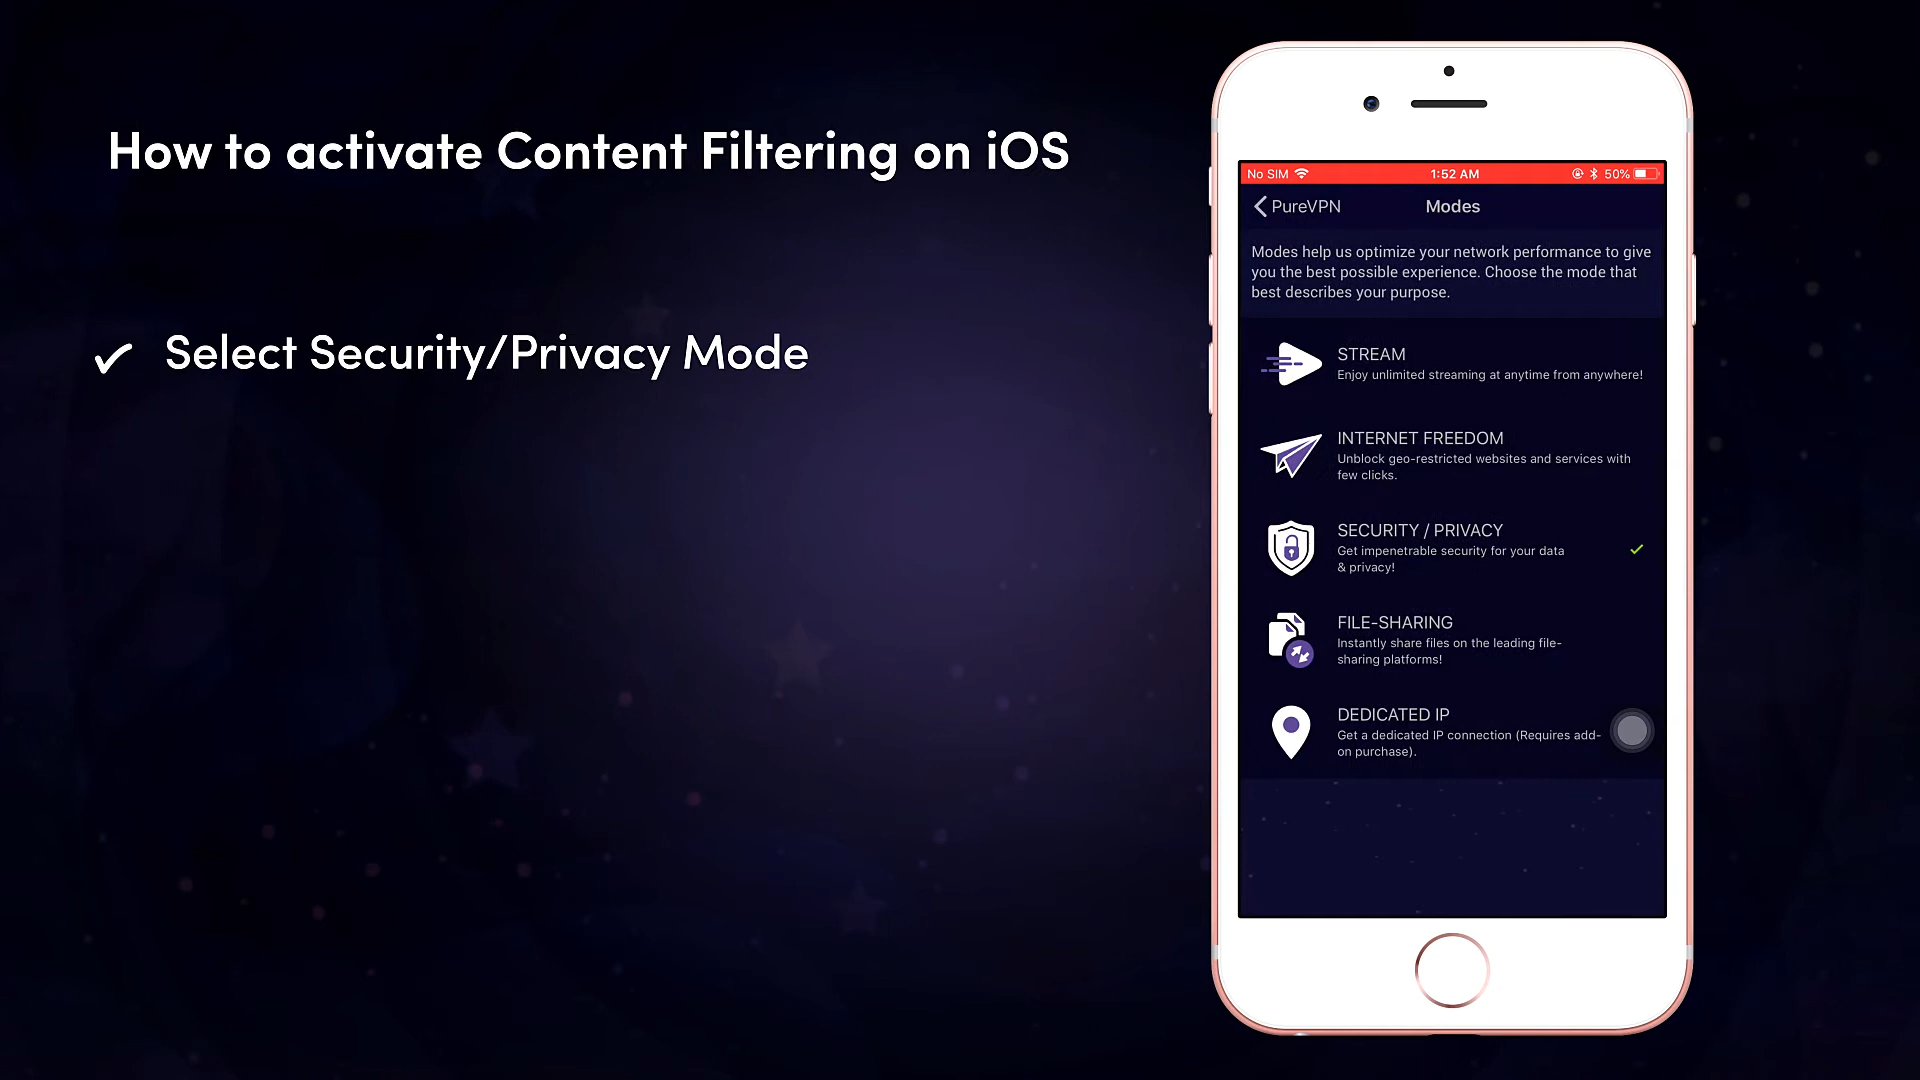 How to activate Content Filtering on iOS
Select Security/Privacy Mode
No SIM 1:52 AM 50%
PureVPN Modes
Modes help us optimize your network performance to give
you the best possible experience. Choose the mode that
best describes your purpose.
STREAM
Enjoy unlimited streaming at anytime from anywhere!
INTERNET FREEDOM
Unblock geo-restricted websites and services with
few clicks.
SECURITY / PRIVACY
Get impenetrable security for your data
& privacy!
FILE-SHARING
Instantly share files on the leading file-
sharing platforms!
DEDICATED IP
Get a dedicated IP connection (Requires add-
on purchase).